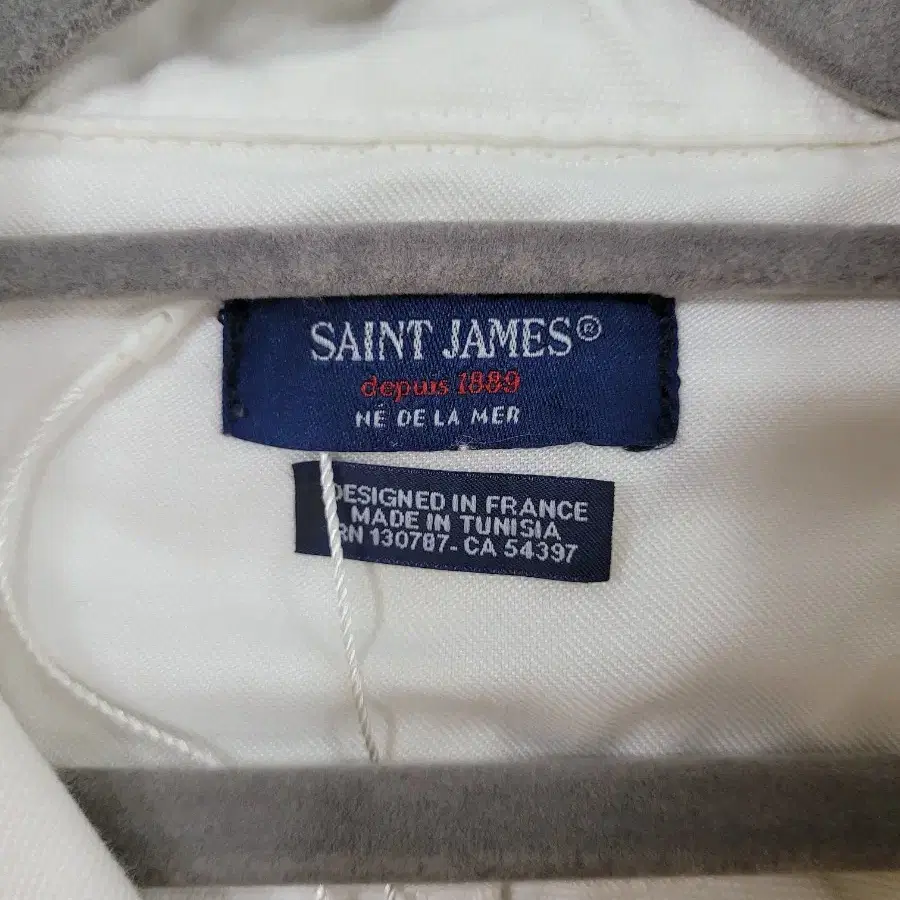 SAINT JAMES®
depuis 1889
NÉ DE LA MER
DESIGNED IN FRANCE
MADE IN TUNISIA
RN 130787- CA 54397